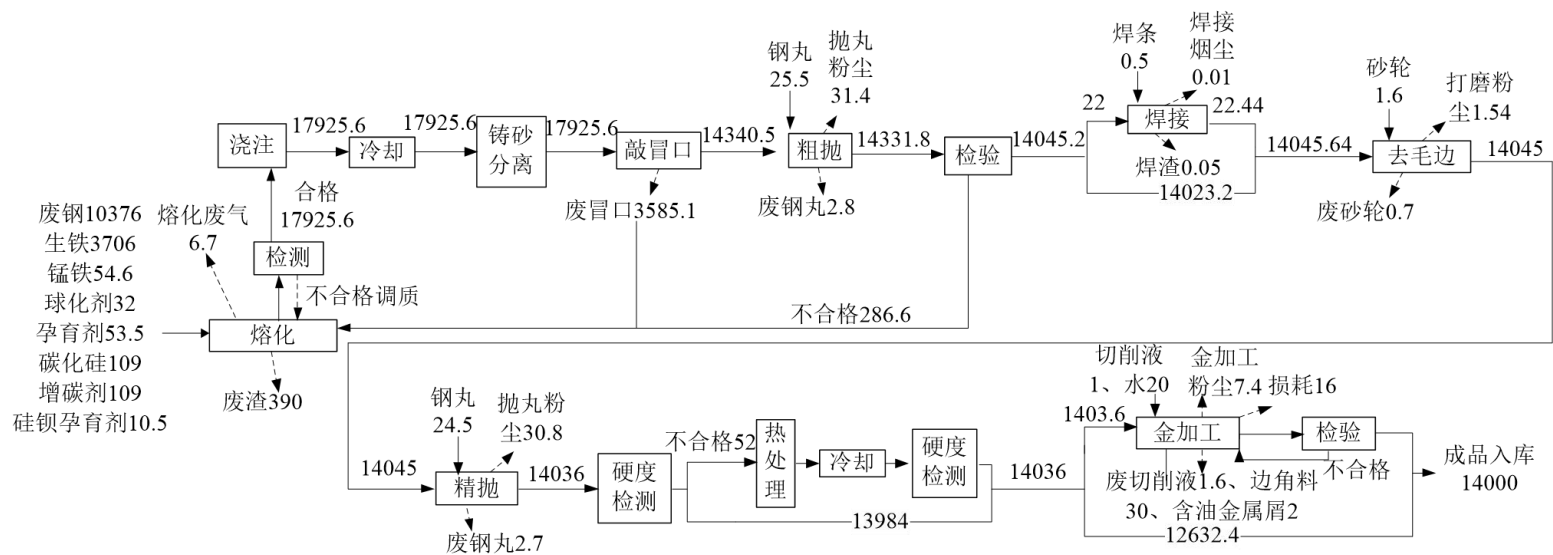 废钢10376
生铁3706
锰铁54.6
球化剂32
孕育剂53.5
碳化硅109
增碳剂109
硅钡孕育剂10.5
熔化
熔化废气
6.7
废渣390
检测
不合格调质
合格
17925.6
浇注
17925.6
冷却
17925.6
铸砂
分离
17925.6
敲冒口
废冒口3585.1
14340.5
钢丸
25.5
抛丸
粉尘
31.4
粗抛
废钢丸2.8
14331.8
检验
不合格286.6
14045.2
22
焊条
0.5
焊接
烟尘
0.01
焊接
焊渣0.05
22.44
14023.2
14045.64
砂轮
1.6
打磨粉
尘1.54
去毛边
废砂轮0.7
14045
14045
钢丸
24.5
抛丸粉
尘30.8
精抛
废钢丸2.7
14036
硬度
检测
不合格52
热
处
理
冷却
硬度
检测
13984
14036
1403.6
切削液
1、水20
金加工
粉尘7.4
损耗16
金加工
检验
不合格
废切削液1.6、边角料
30、含油金属屑2
12632.4
成品入库
14000